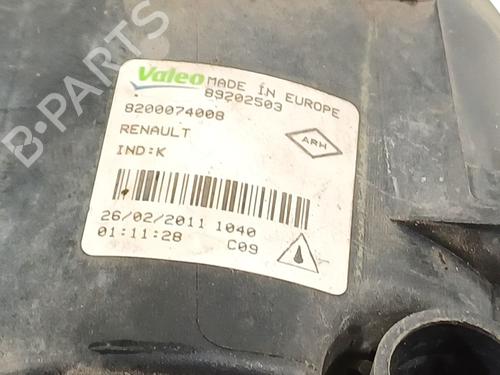 Valeo MADE IN EUROPE
89202503
8200074008
RENAULT
ARH
IND:K
26/02/2011 1040
01:11:28 C09
B-PARTS